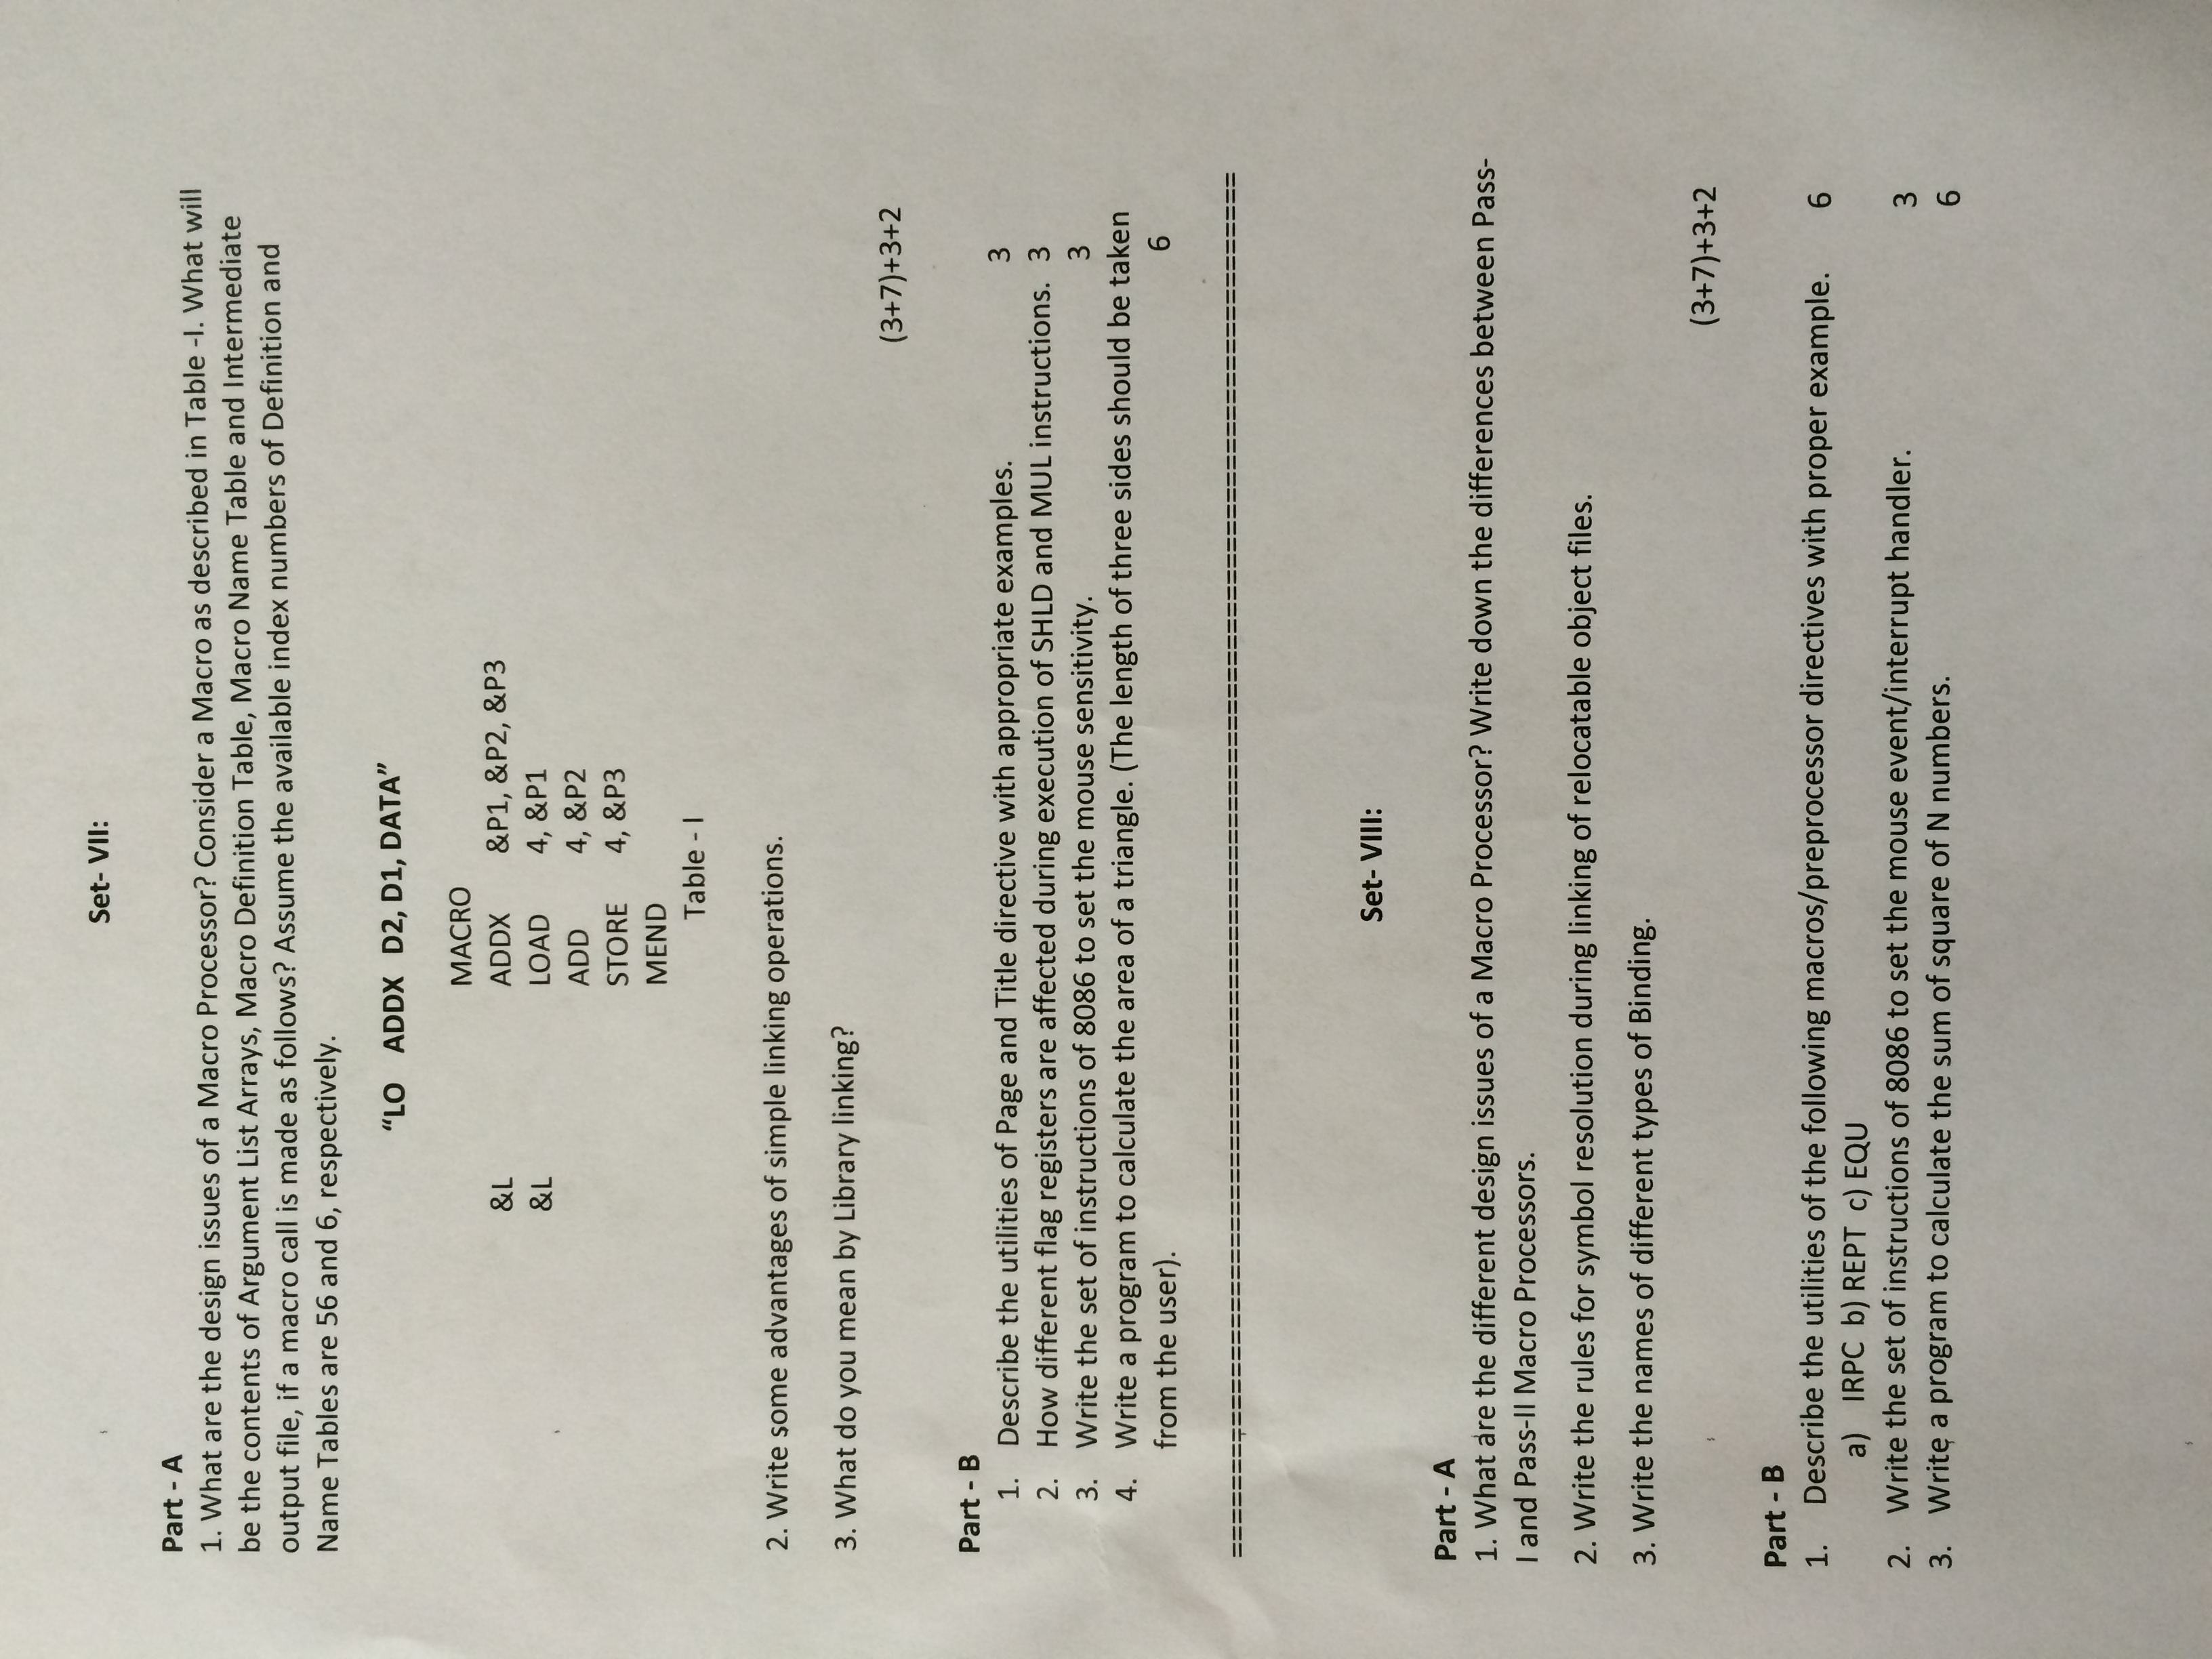 Set- VII:
Part - A
1. What are the design issues of a Macro Processor? Consider a Macro as described in Table -I. What will
be the contents of Argument List Arrays, Macro Definition Table, Macro Name Table and Intermediate
output file, if a macro call is made as follows? Assume the available index numbers of Definition and
Name Tables are 56 and 6, respectively.
“LO ADDX D2, D1, DATA”
MACRO
&L ADDX &P1, &P2, &P3
&L LOAD 4, &P1
ADD 4, &P2
STORE 4, &P3
MEND
Table - I
2. Write some advantages of simple linking operations.
3. What do you mean by Library linking?
(3+7)+3+2
Part - B
1. Describe the utilities of Page and Title directive with appropriate examples. 3
2. How different flag registers are affected during execution of SHLD and MUL instructions. 3
3. Write the set of instructions of 8086 to set the mouse sensitivity. 3
4. Write a program to calculate the area of a triangle. (The length of three sides should be taken
from the user). 6
=====================================================================================
Set- VIII:
Part - A
1. What are the different design issues of a Macro Processor? Write down the differences between Pass-
I and Pass-II Macro Processors.
2. Write the rules for symbol resolution during linking of relocatable object files.
3. Write the names of different types of Binding.
(3+7)+3+2
Part - B
1. Describe the utilities of the following macros/preprocessor directives with proper example. 6
a) IRPC b) REPT c) EQU
2. Write the set of instructions of 8086 to set the mouse event/interrupt handler. 3
3. Write a program to calculate the sum of square of N numbers. 6